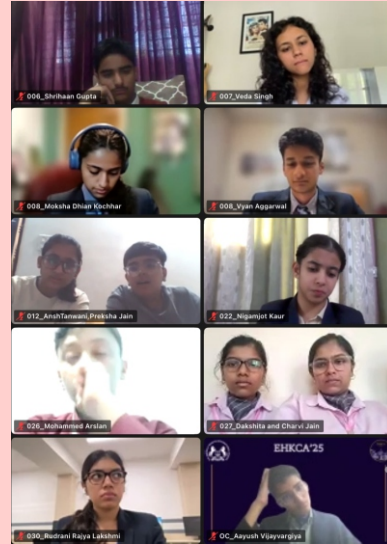 006_Shrihaan Gupta
007_Veda Singh
008_Moksha Dhian Kochhar
008_Vyan Aggarwal
012_AnshTanwani,Preksha Jain
022_Nigamjot Kaur
026_Mohammed Arslan
027_Dakshita and Charvi Jain
EHKCA'25
030_Rudrani Rajya Lakshmi
OC_Aayush Vijayvargiya